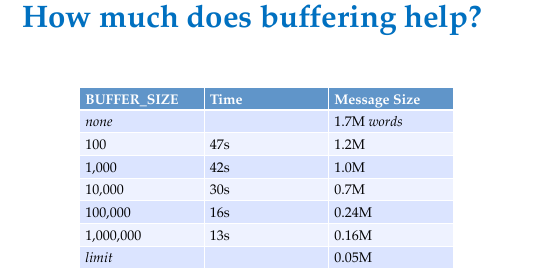 How much does buffering help?
BUFFER_SIZE Time Message Size
none 1.7M words
100 47s 1.2M
1,000 42s 1.0M
10,000 30s 0.7M
100,000 16s 0.24M
1,000,000 13s 0.16M
limit 0.05M